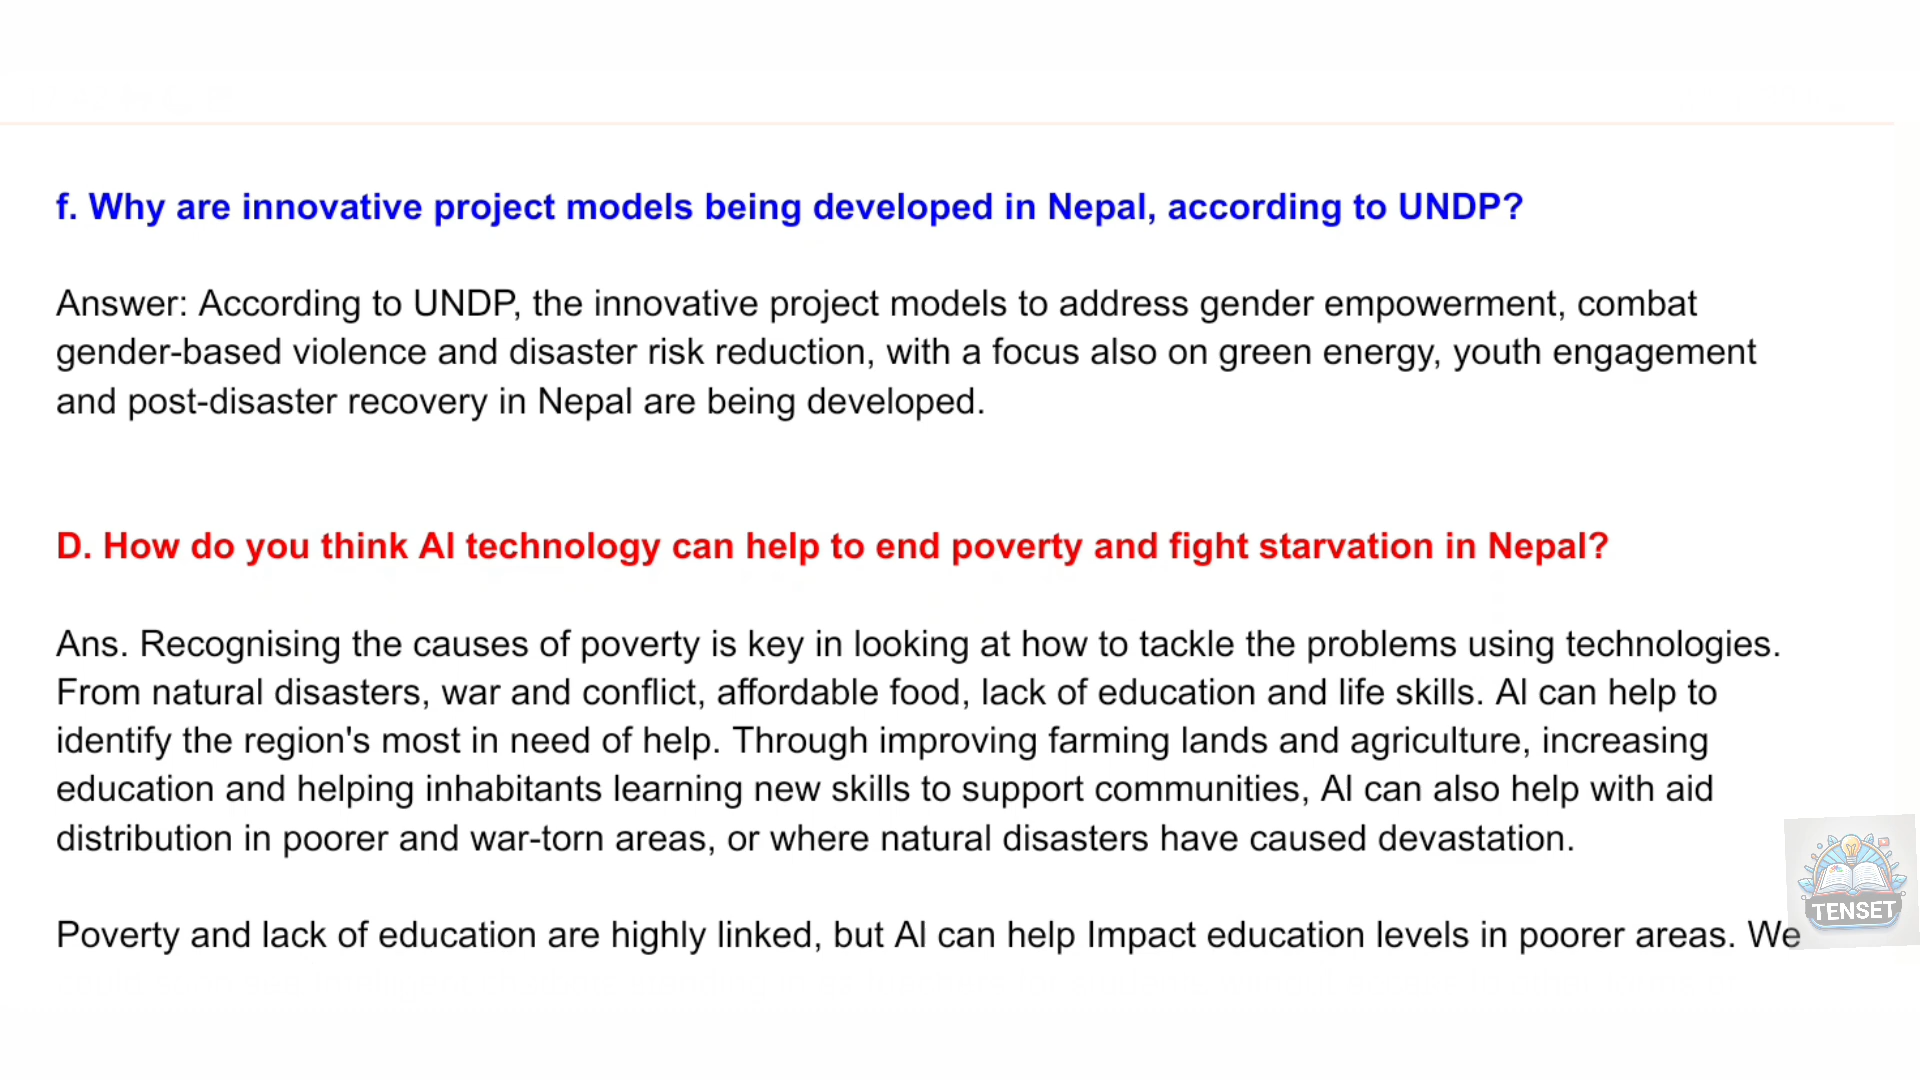 f. Why are innovative project models being developed in Nepal, according to UNDP?
Answer: According to UNDP, the innovative project models to address gender empowerment, combat
gender-based violence and disaster risk reduction, with a focus also on green energy, youth engagement
and post-disaster recovery in Nepal are being developed.
D. How do you think AI technology can help to end poverty and fight starvation in Nepal?
Ans. Recognising the causes of poverty is key in looking at how to tackle the problems using technologies.
From natural disasters, war and conflict, affordable food, lack of education and life skills. AI can help to
identify the region's most in need of help. Through improving farming lands and agriculture, increasing
education and helping inhabitants learning new skills to support communities, AI can also help with aid
distribution in poorer and war-torn areas, or where natural disasters have caused devastation.
Poverty and lack of education are highly linked, but AI can help Impact education levels in poorer areas. We
TENSET